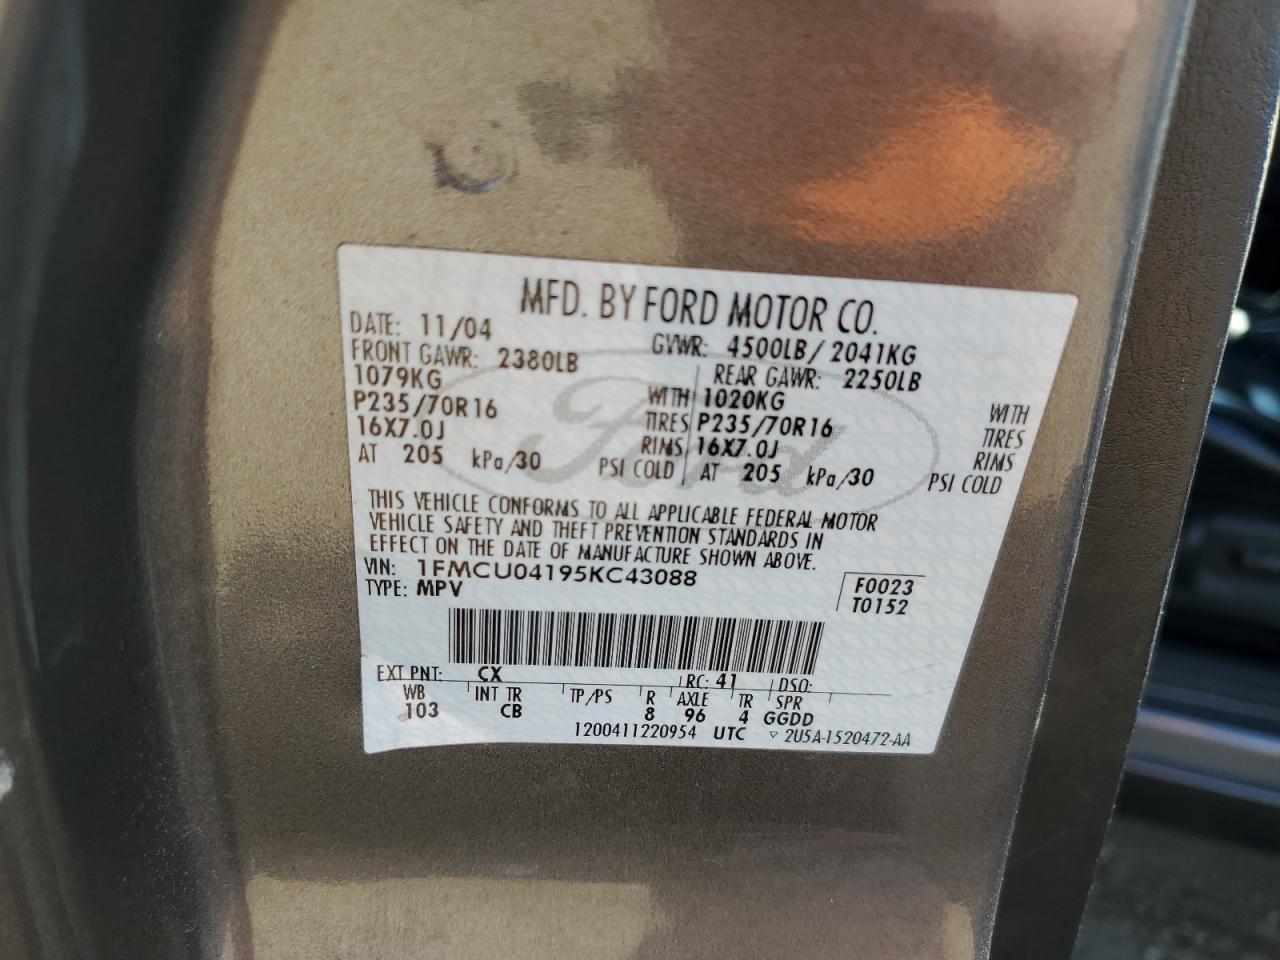 MFD. BY FORD MOTOR CO.
DATE: 11/04 GVWR: 4500LB / 2041KG
FRONT GAWR: 2380LB REAR GAWR: 2250LB
1079KG WITH 1020KG WITH
P235/70R16 TIRES P235/70R16 TIRES
16X7.0J RIMS 16X7.0J RIMS
AT 205 kPa/30 PSI COLD AT 205 kPa/30 PSI COLD
Ford
THIS VEHICLE CONFORMS TO ALL APPLICABLE FEDERAL MOTOR
VEHICLE SAFETY AND THEFT PREVENTION STANDARDS IN
EFFECT ON THE DATE OF MANUFACTURE SHOWN ABOVE.
VIN: 1FMCU04195KC43088
TYPE: MPV F0023
T0152
EXT PNT: CX RC: 41 DSO:
WB INT TR TP/PS R AXLE TR SPR
103 CB 8 96 4 GGDD
1200411220954 UTC ▽ 2U5A-1520472-AA